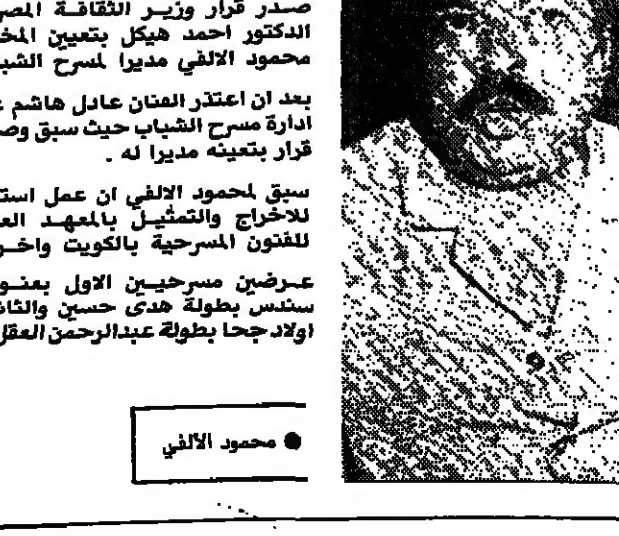 صدر قرار وزير الثقافة المصر
الدكتور احمد هيكل بتعيين المخ
محمود الالفي مديرا لمسرح الشبا
بعد ان اعتذر الفنان عادل هاشم ع
ادارة مسرح الشباب حيث سبق وص
قرار بتعينه مديرا له .
سبق لمحمود الالفي ان عمل است
للاخراج والتمثيل بالمعهد الع
للفنون المسرحية بالكويت واخر
عرضين مسرحيين الاول بعنو
سندس بطولة هدى حسين والثان
اولاد جحا بطولة عبدالرحمن العقل
● محمود الألفي